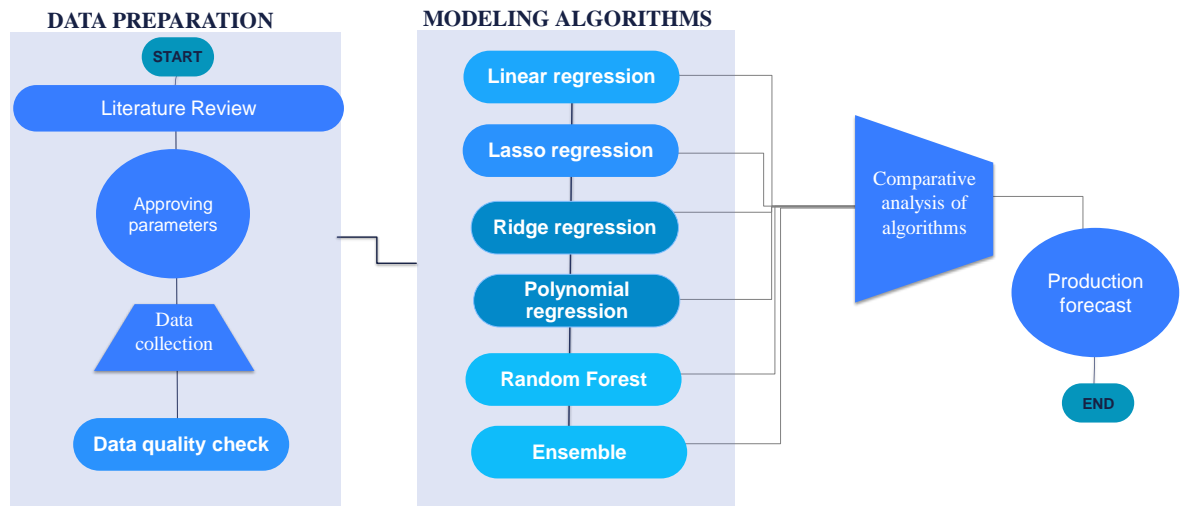 DATA PREPARATION
START
Literature Review
Approving
parameters
Data
collection
Data quality check
MODELING ALGORITHMS
Linear regression
Lasso regression
Ridge regression
Polynomial
regression
Random Forest
Ensemble
Comparative
analysis of
algorithms
Production
forecast
END